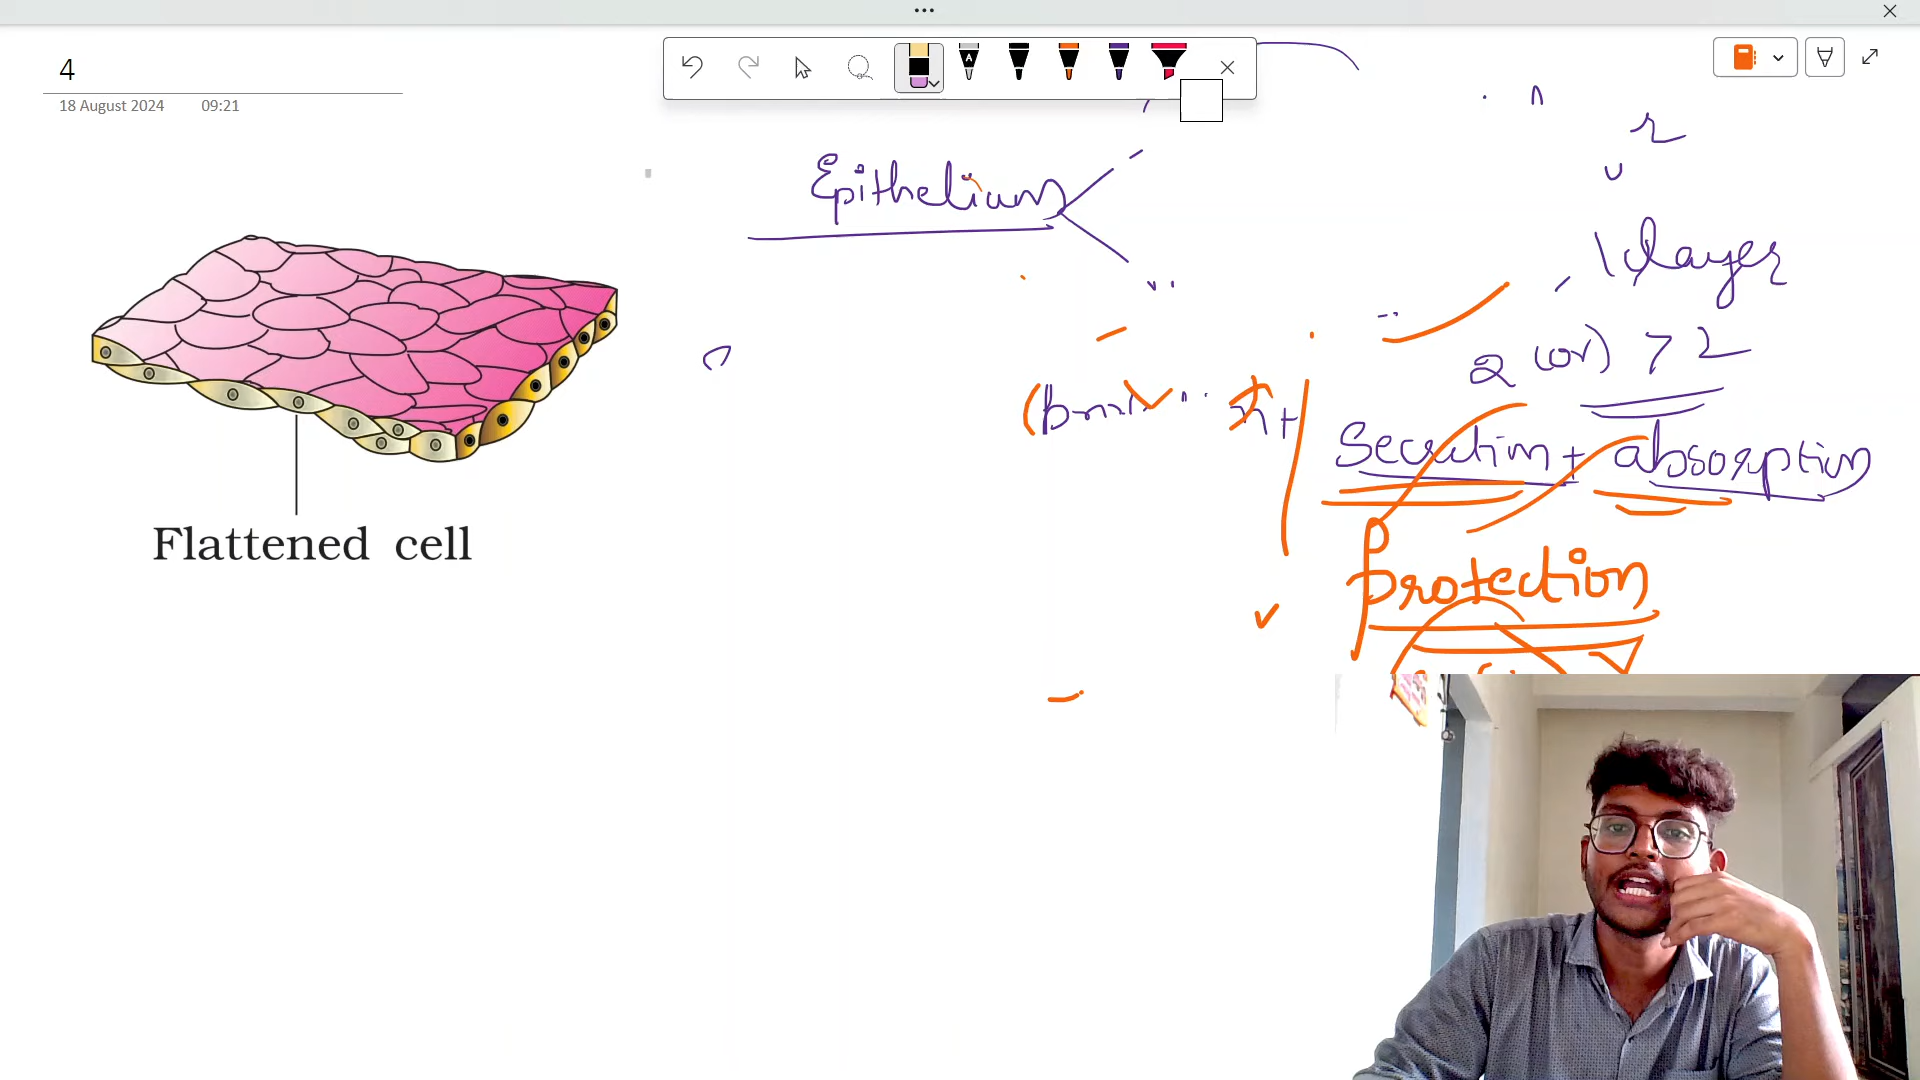 4
18 August 2024 09:21
Epithelium
1 layer
2 (or) > 2
Secretion + absorption
Protection
Flattened cell